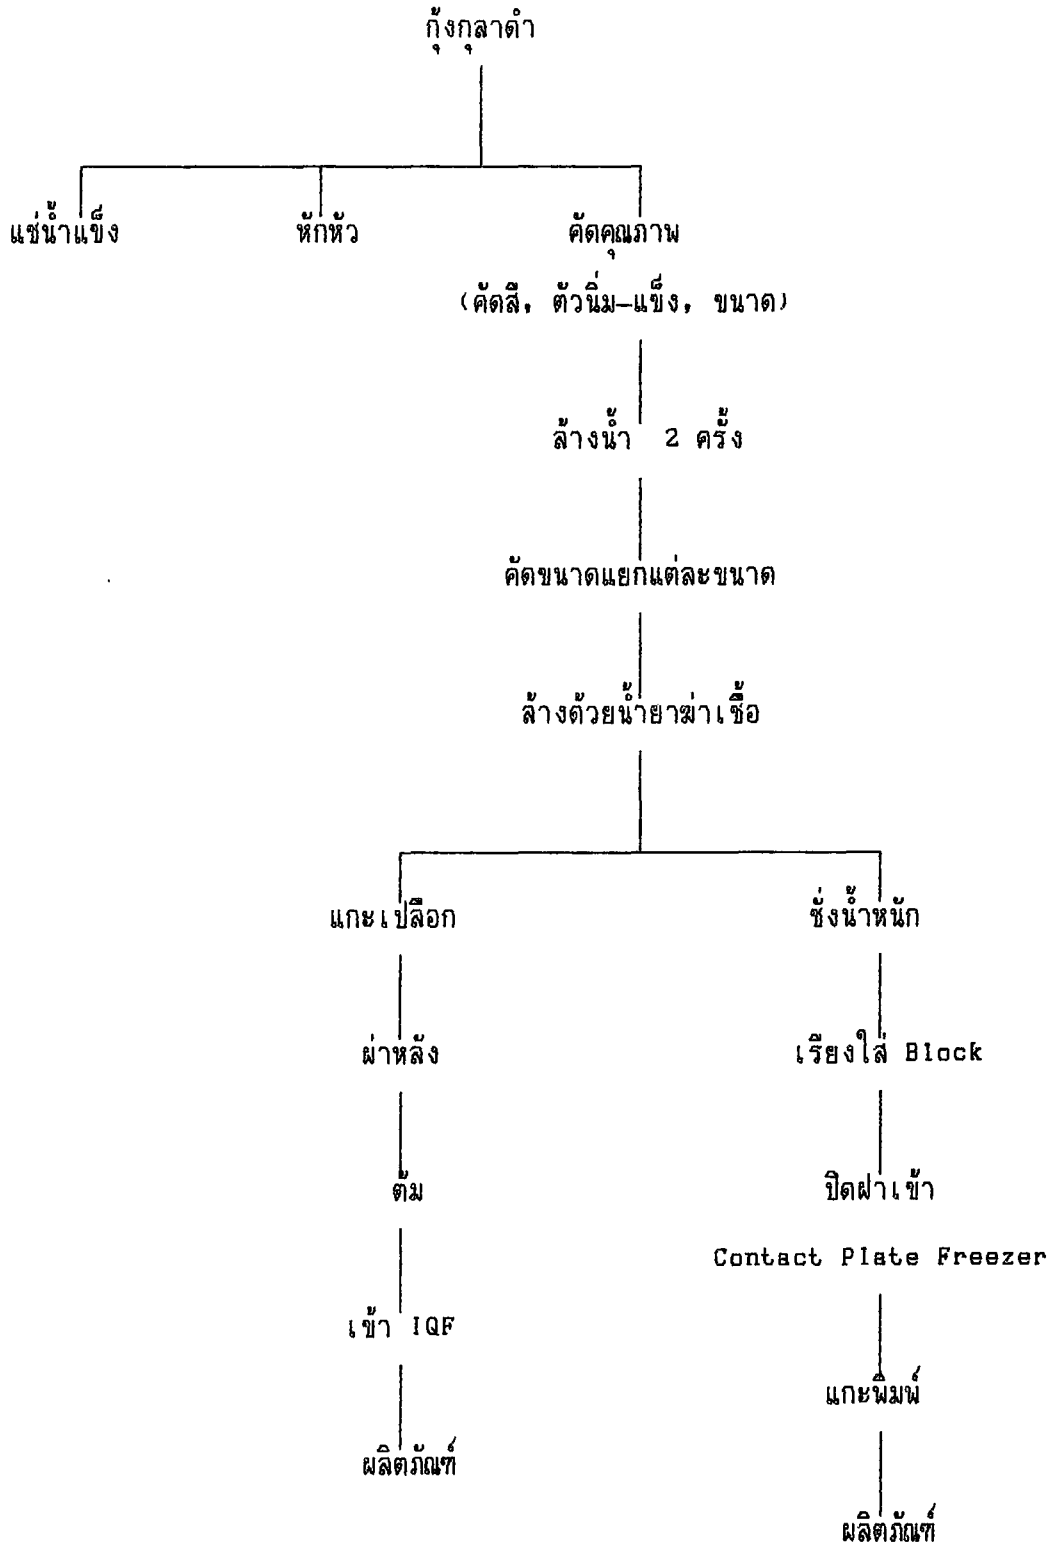 กุ้งกุลาดำ
แช่น้ำแข็ง หักหัว คัดคุณภาพ
(คัดสี, ตัวนิ่ม-แข็ง, ขนาด)
ล้างน้ำ 2 ครั้ง
คัดขนาดแยกแต่ละขนาด
ล้างด้วยน้ำยาฆ่าเชื้อ
แกะเปลือก ชั่งน้ำหนัก
ผ่าหลัง เรียงใส่ Block
ต้ม ปิดฝาเข้า
Contact Plate Freezer
เข้า IQF
แกะพิมพ์
ผลิตภัณฑ์
ผลิตภัณฑ์